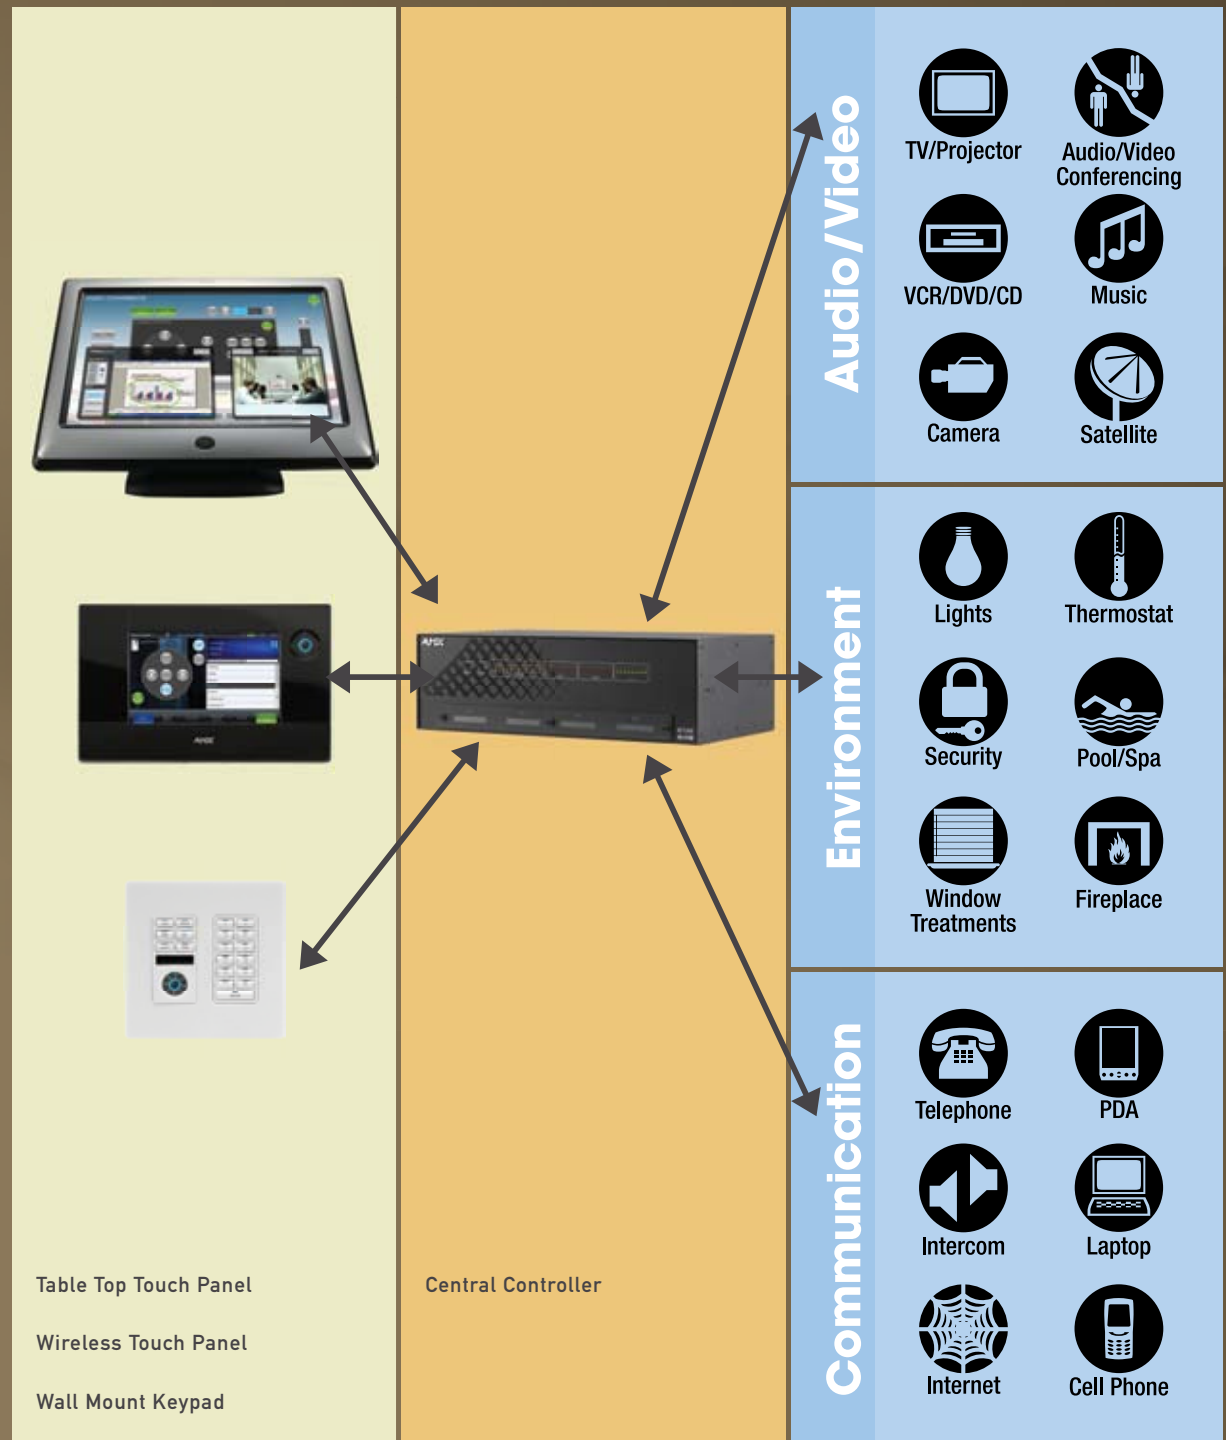 AMX
AMX
Table Top Touch Panel
Wireless Touch Panel
Wall Mount Keypad
Central Controller
Audio/Video
TV/Projector
Audio/Video
Conferencing
VCR/DVD/CD
Music
Camera
Satellite
Environment
Lights
Thermostat
Security
Pool/Spa
Window
Treatments
Fireplace
Communication
Telephone
PDA
Intercom
Laptop
Internet
Cell Phone